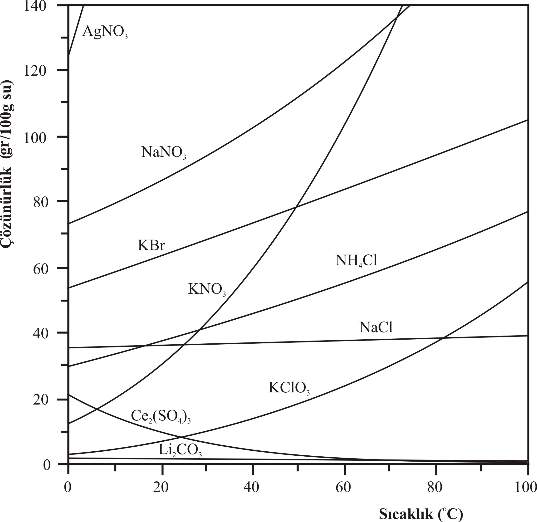 140
AgNO₃
120
100
NaNO₃
80
KBr
NH₄Cl
60
KNO₃
40
NaCl
KClO₃
20
Ce₂(SO₄)₃
Li₂CO₃
0
0 20 40 60 80 100
Sıcaklık (°C)
Çözünürlük (gr/100g su)